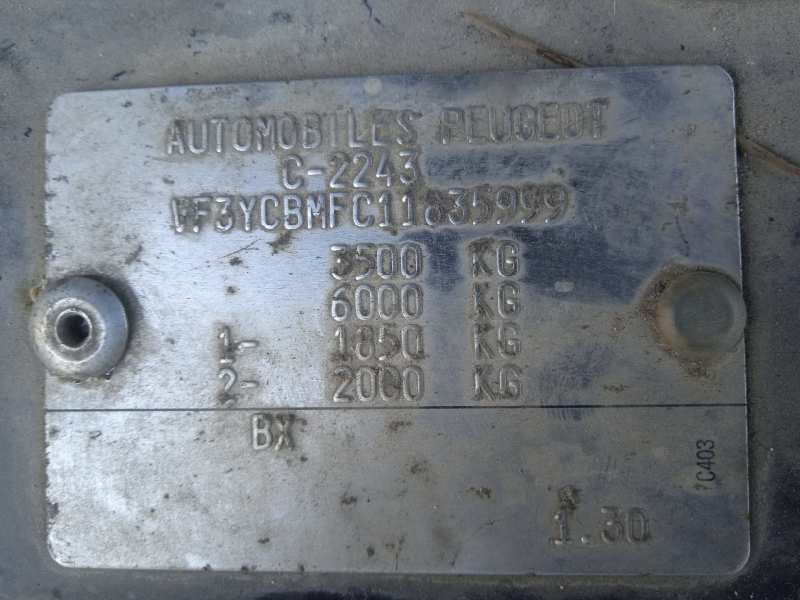 AUTOMOBILES PEUGEOT
C-2243
VF3YCBMFC11835999
3500 KG
6000 KG
1- 1850 KG
2- 2000 KG
BX
1.30
C403